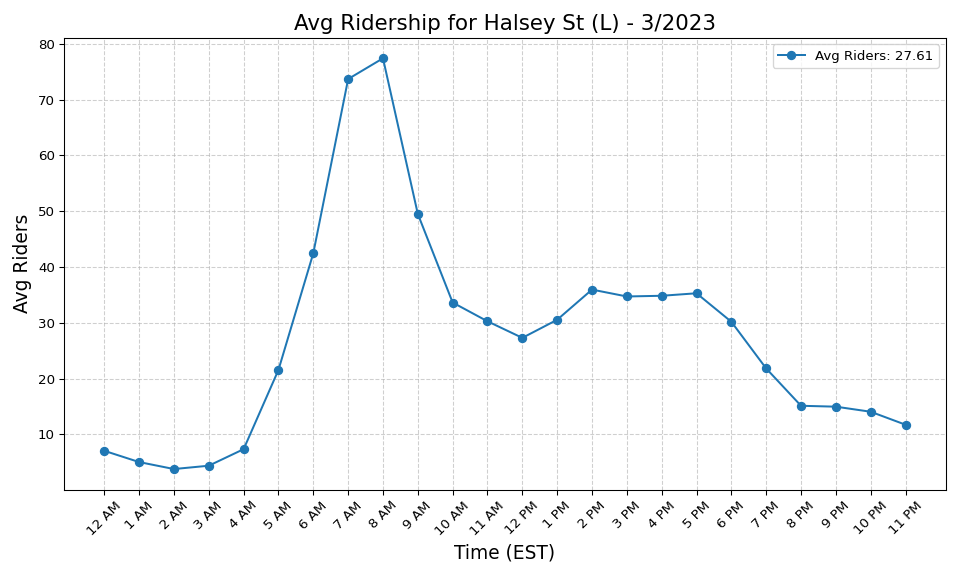 Avg Ridership for Halsey St (L) - 3/2023
Avg Riders: 27.61
Avg Riders
80
70
60
50
40
30
20
10
12 AM
1 AM
2 AM
3 AM
4 AM
5 AM
6 AM
7 AM
8 AM
9 AM
10 AM
11 AM
12 PM
1 PM
2 PM
3 PM
4 PM
5 PM
6 PM
7 PM
8 PM
9 PM
10 PM
11 PM
Time (EST)